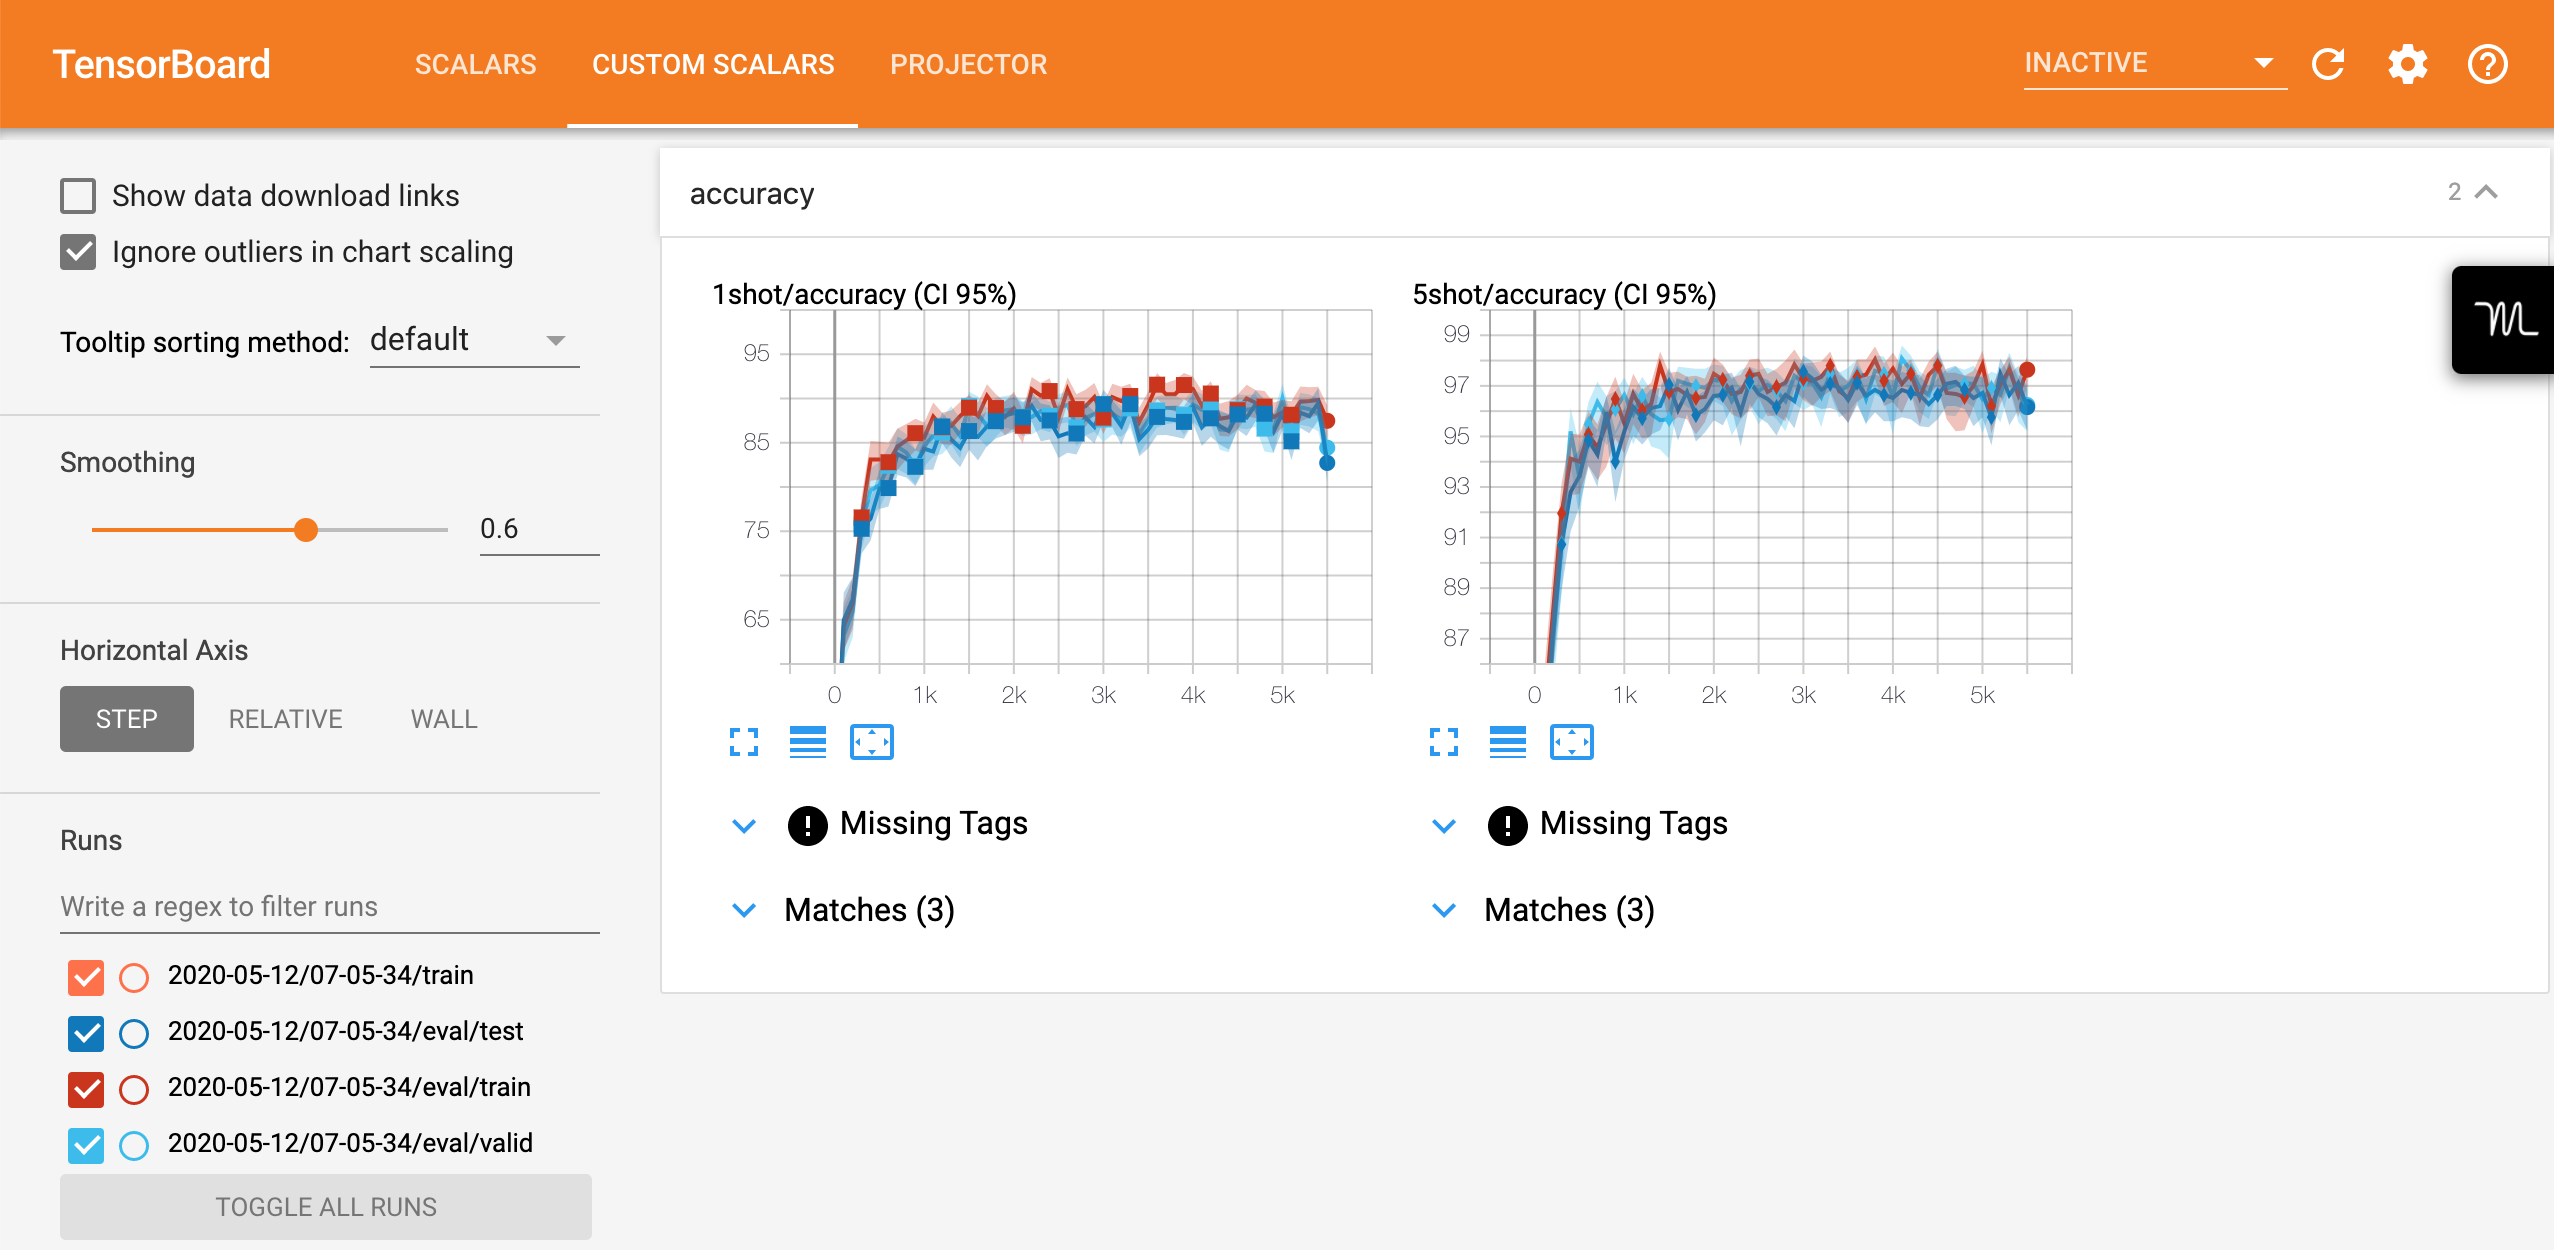 TensorBoard SCALARS CUSTOM SCALARS PROJECTOR INACTIVE
Show data download links
Ignore outliers in chart scaling
Tooltip sorting method: default
Smoothing
0.6
Horizontal Axis
STEP RELATIVE WALL
Runs
Write a regex to filter runs
2020-05-12/07-05-34/train
2020-05-12/07-05-34/eval/test
2020-05-12/07-05-34/eval/train
2020-05-12/07-05-34/eval/valid
TOGGLE ALL RUNS
accuracy 2
1shot/accuracy (CI 95%)
95
85
75
65
0 1k 2k 3k 4k 5k
Missing Tags
Matches (3)
5shot/accuracy (CI 95%)
99
97
95
93
91
89
87
0 1k 2k 3k 4k 5k
Missing Tags
Matches (3)